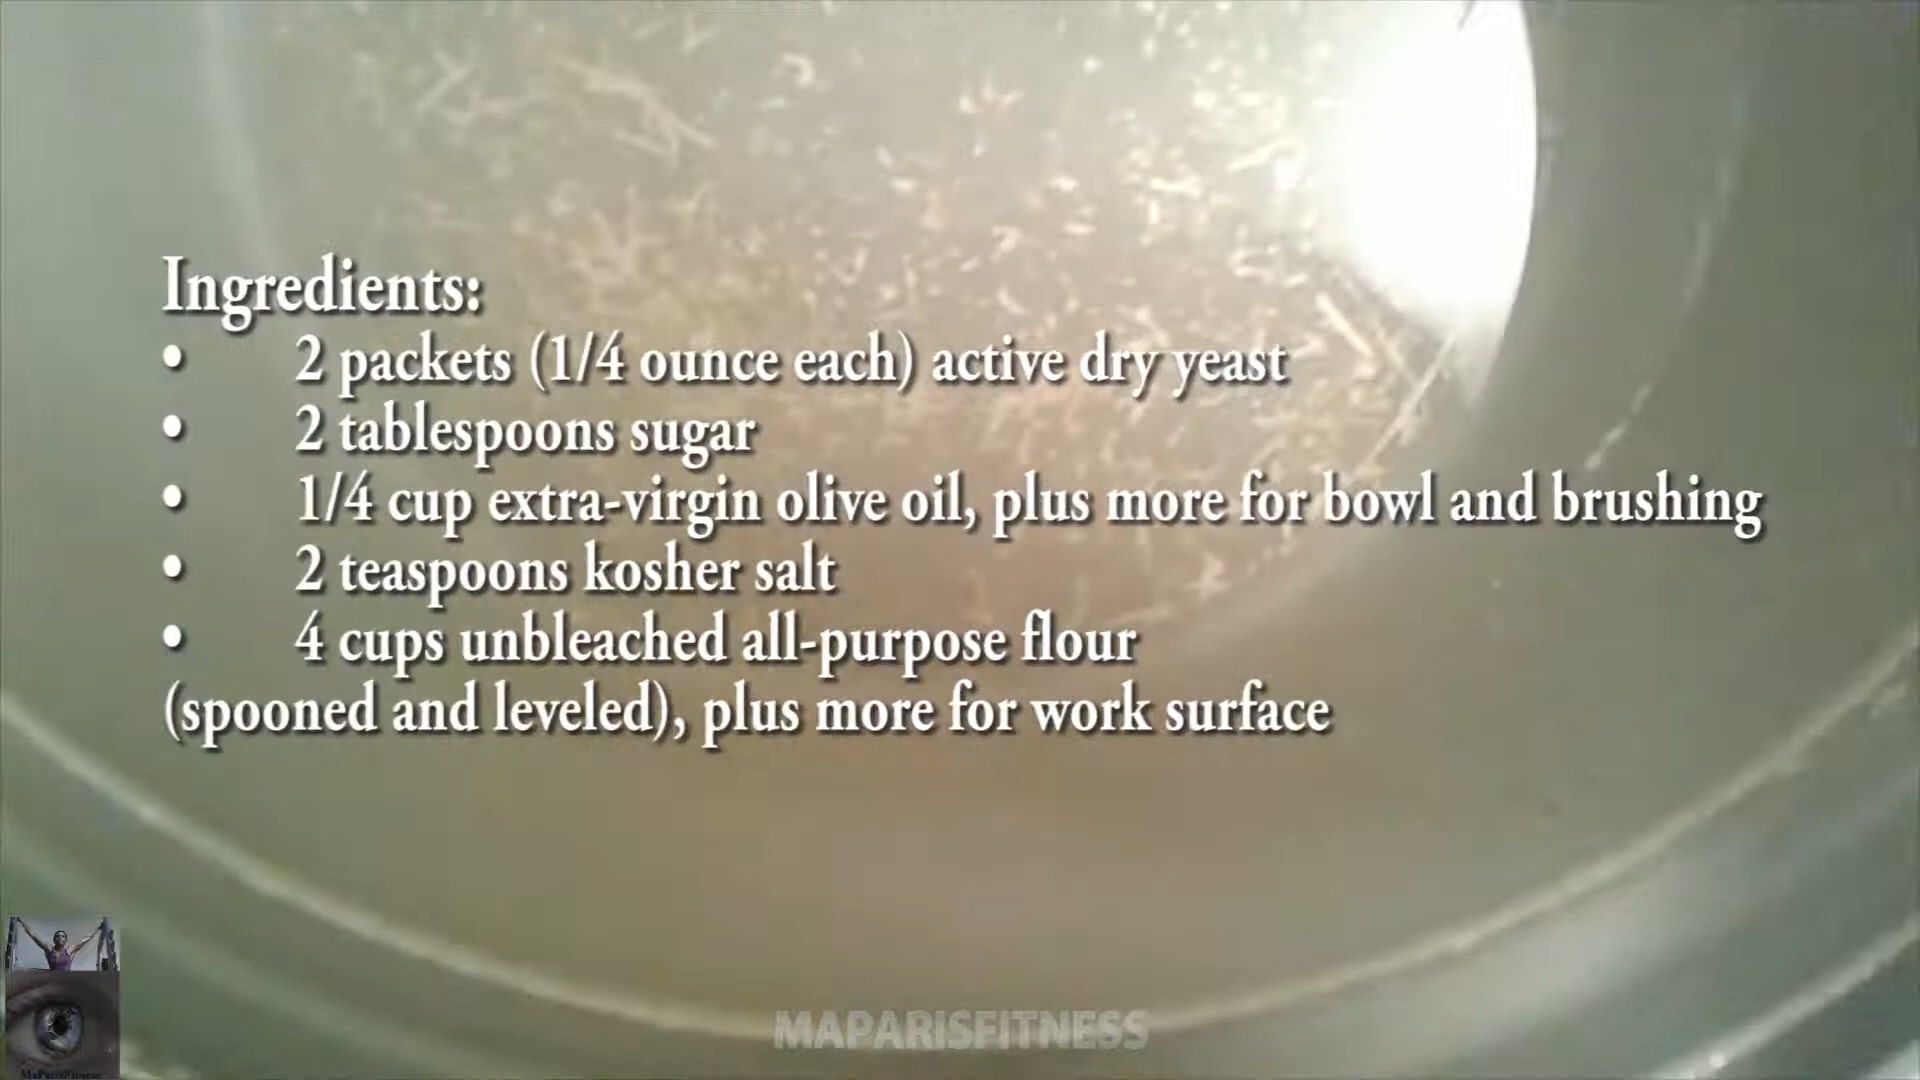 Ingredients:
• 2 packets (1/4 ounce each) active dry yeast
• 2 tablespoons sugar
• 1/4 cup extra-virgin olive oil, plus more for bowl and brushing
• 2 teaspoons kosher salt
• 4 cups unbleached all-purpose flour
(spooned and leveled), plus more for work surface
MAPARISFITNESS
MaParisFitness